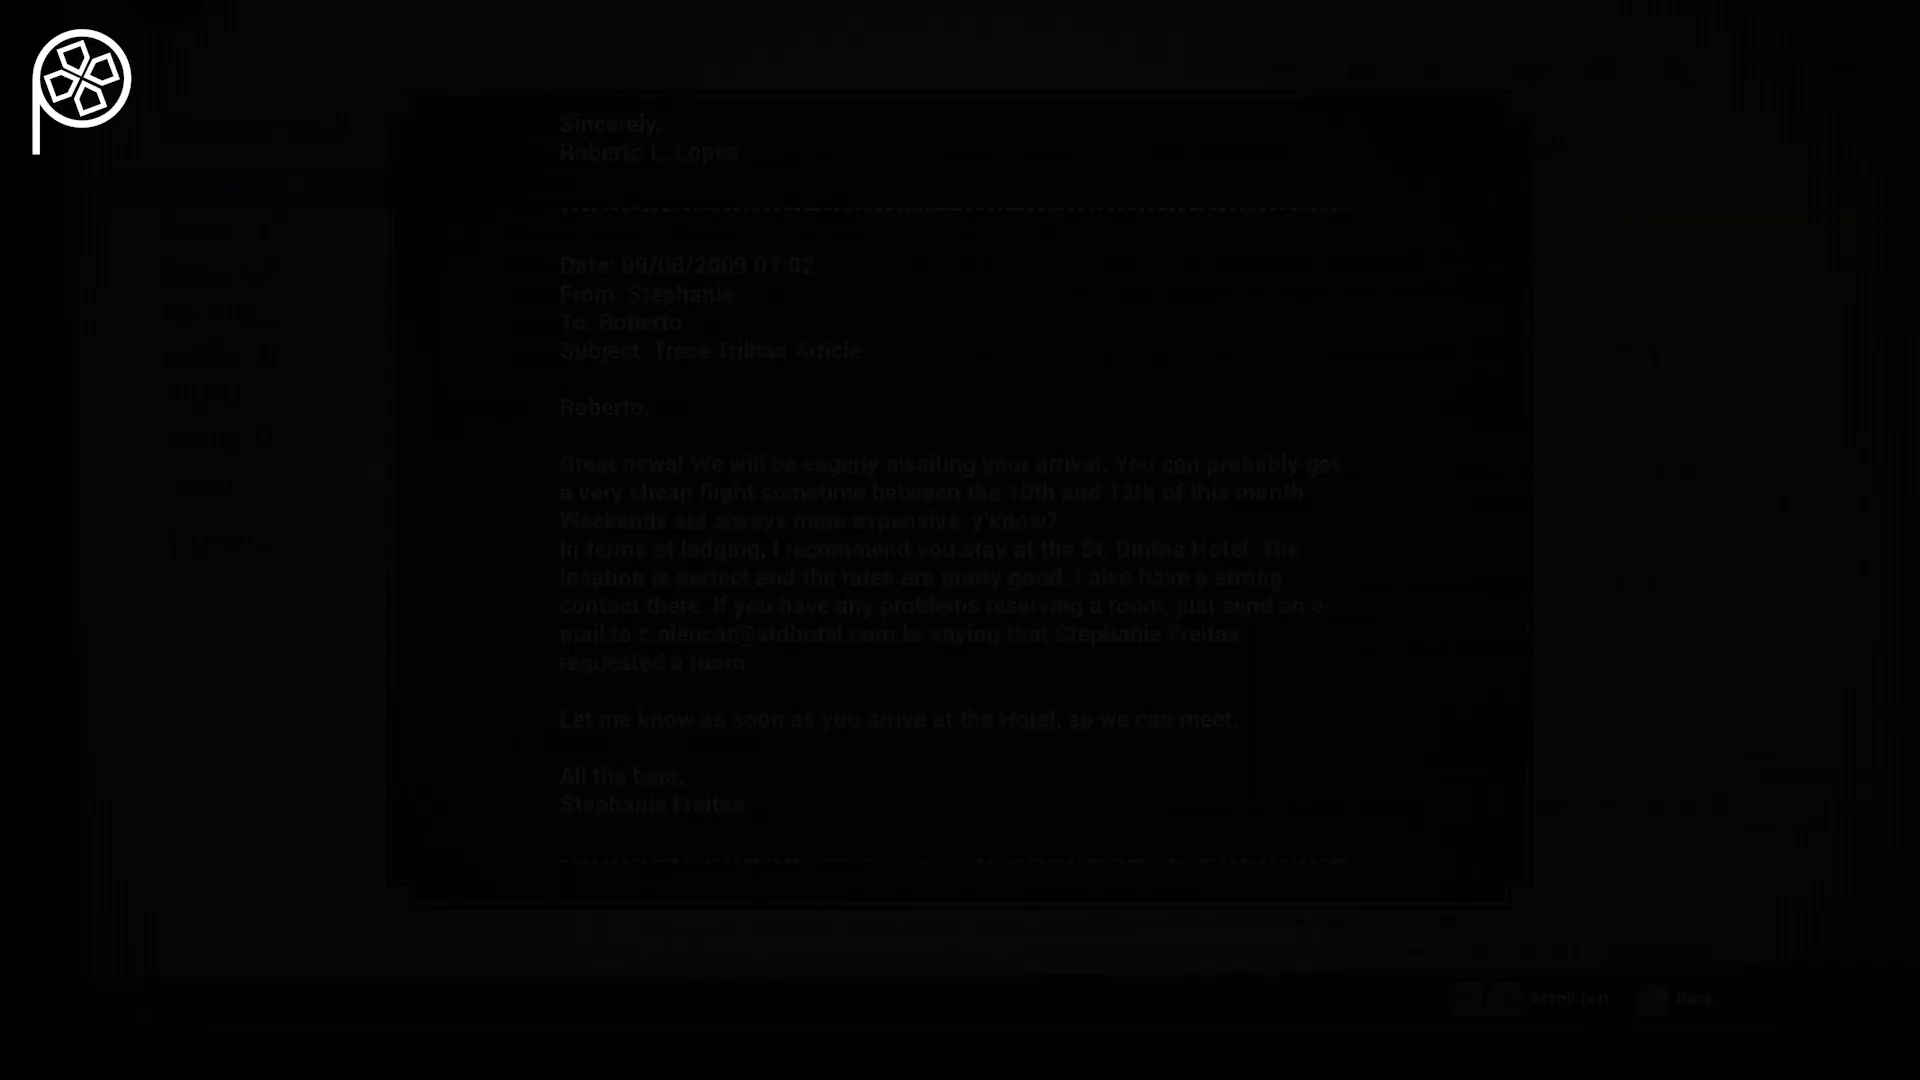 Sincerely,
Roberto L. Lopes
Date: 09/08/2009 07:02
From: Stephanie
To: Roberto
Subject: Treze Trilhas Article
Roberto,
Great news! We will be eagerly awaiting your arrival. You can probably get
a very cheap flight sometime between the 10th and 12th of this month.
Weekends are always more expensive, y'know?
In terms of lodging, I recommend you stay at the St. Dinfna Hotel. The
location is perfect and the rates are pretty good. I also have a strong
contact there. If you have any problems reserving a room, just send an e-
mail to c.alencar@stdhotel.com.br saying that Stephanie Freitas
requested a room.
Let me know as soon as you arrive at the Hotel, so we can meet.
All the best,
Stephanie Freitas
Scroll text Back